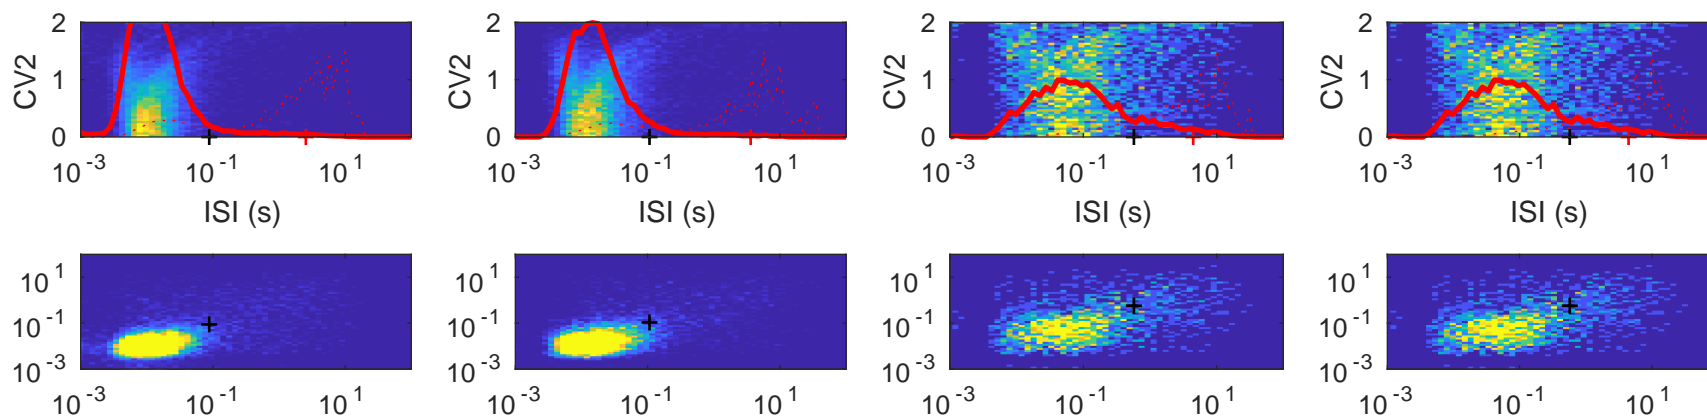 CV2 2 1 0 CV2 2 1 0 CV2 2 1 0 CV2 2 1 0
10^-3 10^-1 10^1 10^-3 10^-1 10^1 10^-3 10^-1 10^1 10^-3 10^-1 10^1
ISI (s) ISI (s) ISI (s) ISI (s)
10^1 10^1 10^1 10^1
10^-1 10^-1 10^-1 10^-1
10^-3 10^-3 10^-3 10^-3
10^-3 10^-1 10^1 10^-3 10^-1 10^1 10^-3 10^-1 10^1 10^-3 10^-1 10^1